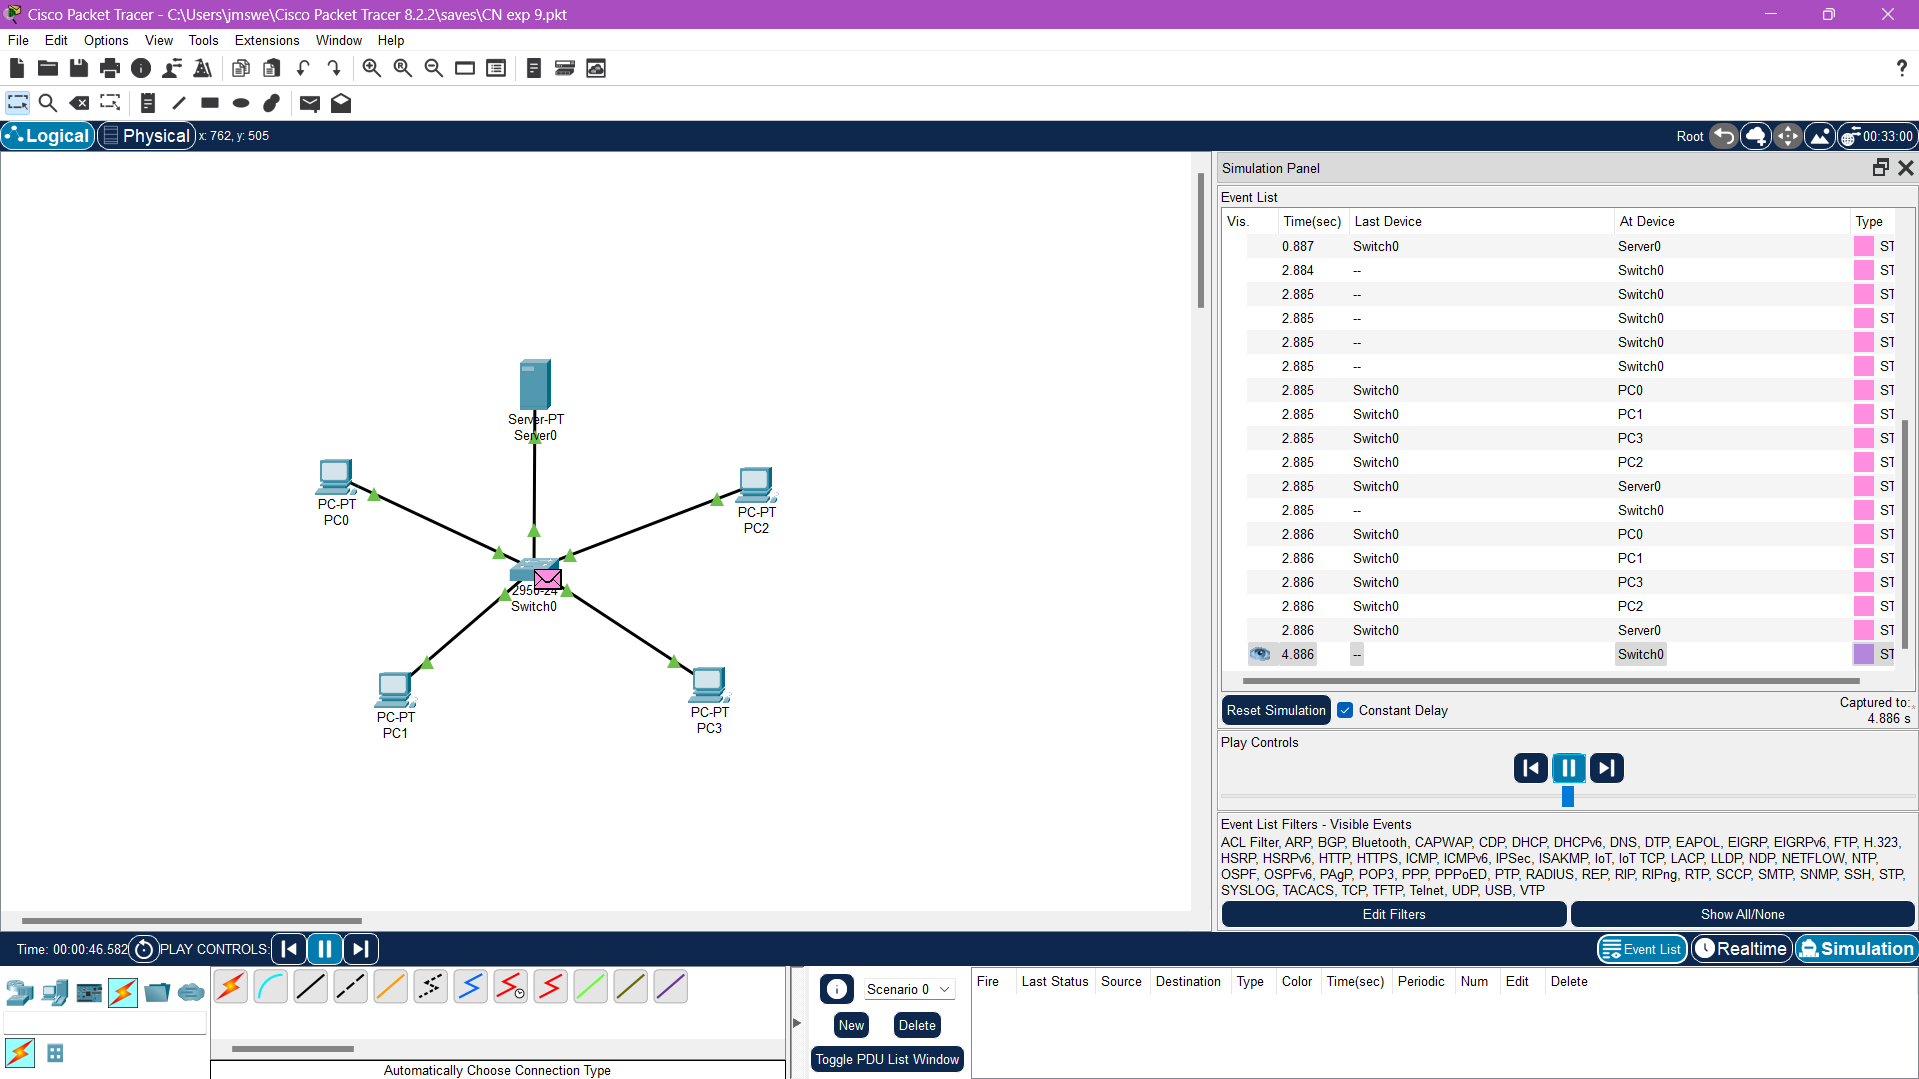 Cisco Packet Tracer - C:\Users\jmswe\Cisco Packet Tracer 8.2.2\saves\CN exp 9.pkt
File Edit Options View Tools Extensions Window Help
Logical Physical x: 762, y: 505
Root 00:33:00
Simulation Panel
Event List
Vis. Time(sec) Last Device At Device Type
0.887 Switch0 Server0 ST
2.884 -- Switch0 ST
2.885 -- Switch0 ST
2.885 -- Switch0 ST
2.885 -- Switch0 ST
2.885 -- Switch0 ST
2.885 Switch0 PC0 ST
2.885 Switch0 PC1 ST
2.885 Switch0 PC3 ST
2.885 Switch0 PC2 ST
2.885 Switch0 Server0 ST
2.885 -- Switch0 ST
2.886 Switch0 PC0 ST
2.886 Switch0 PC1 ST
2.886 Switch0 PC3 ST
2.886 Switch0 PC2 ST
2.886 Switch0 Server0 ST
4.886 -- Switch0 ST
Reset Simulation Constant Delay
Captured to:
4.886 s
Play Controls
Event List Filters - Visible Events
ACL Filter, ARP, BGP, Bluetooth, CAPWAP, CDP, DHCP, DHCPv6, DNS, DTP, EAPOL, EIGRP, EIGRPv6, FTP, H.323,
HSRP, HSRPv6, HTTP, HTTPS, ICMP, ICMPv6, IPSec, ISAKMP, IoT, IoT TCP, LACP, LLDP, NDP, NETFLOW, NTP,
OSPF, OSPFv6, PAgP, POP3, PPP, PPPoED, PTP, RADIUS, REP, RIP, RIPng, RTP, SCCP, SMTP, SNMP, SSH, STP,
SYSLOG, TACACS, TCP, TFTP, Telnet, UDP, USB, VTP
Edit Filters Show All/None
Server-PT
Server0
PC-PT
PC0
PC-PT
PC2
2950-24
Switch0
PC-PT
PC1
PC-PT
PC3
Time: 00:00:46.582 PLAY CONTROLS:
Event List Realtime Simulation
Scenario 0
New Delete
Toggle PDU List Window
Fire Last Status Source Destination Type Color Time(sec) Periodic Num Edit Delete
Automatically Choose Connection Type